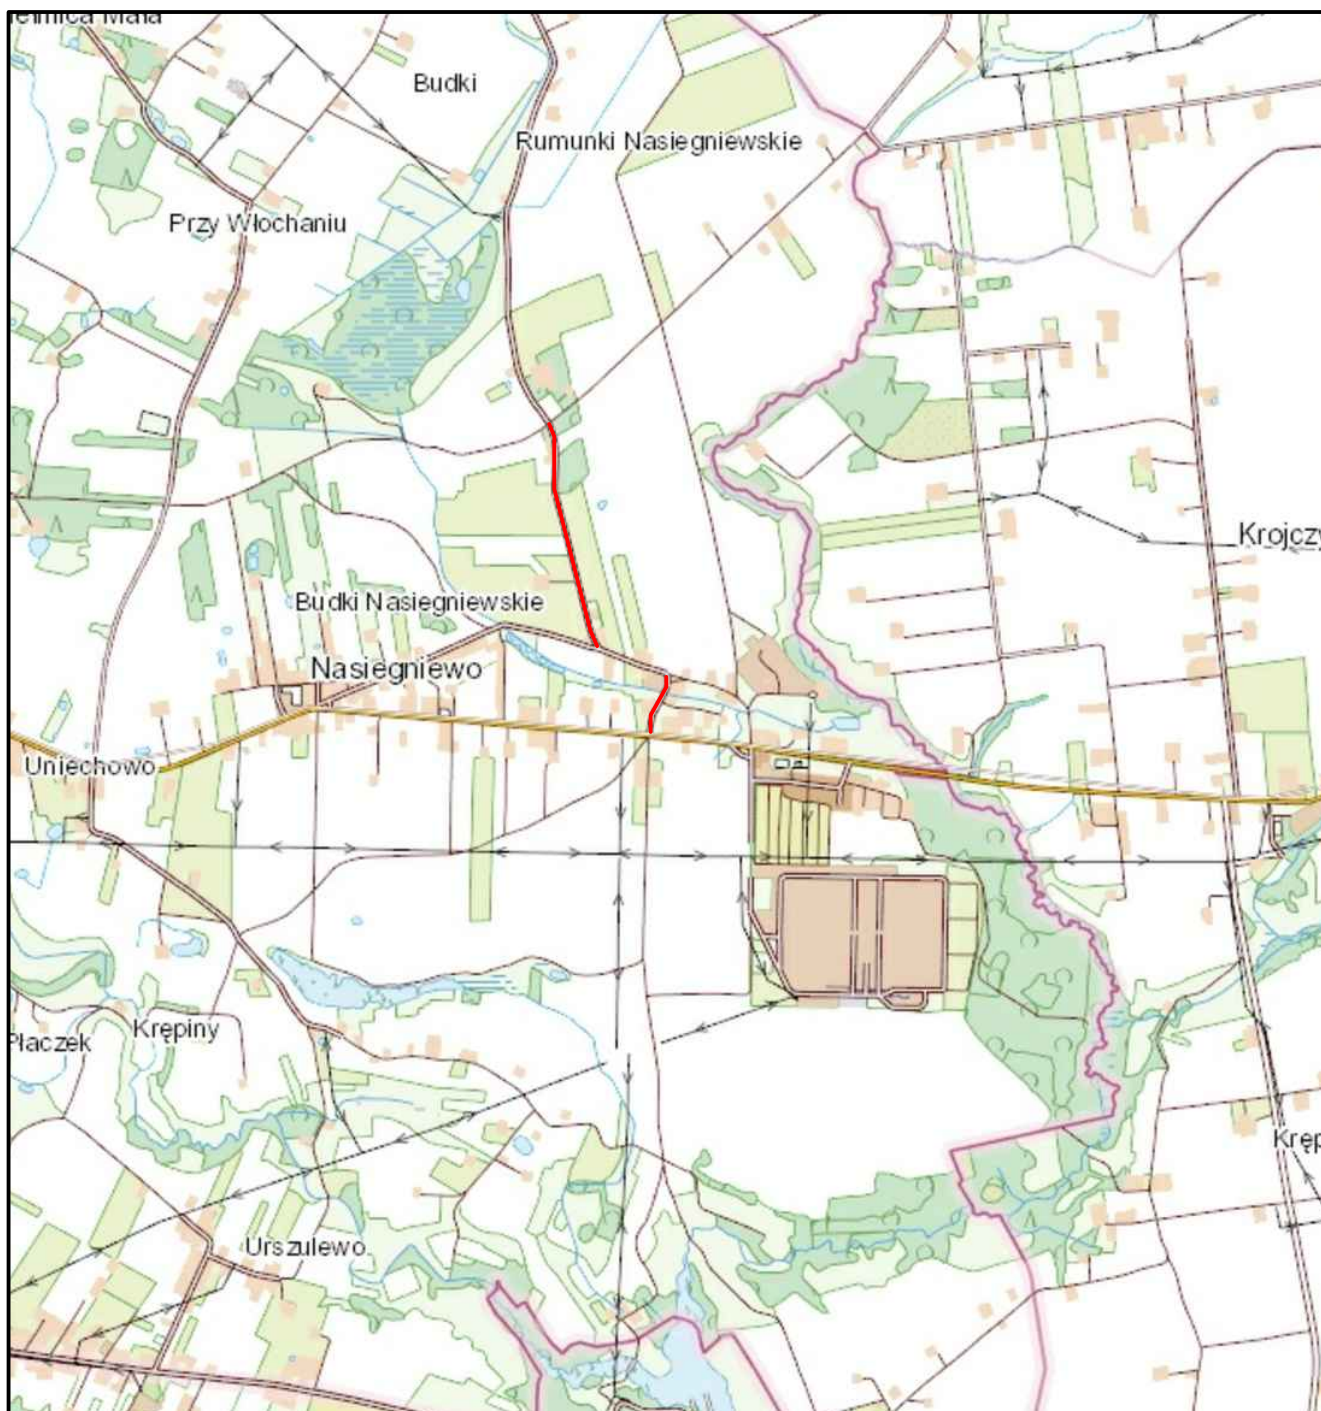 Budki
Rumunki Nasiegniewskie
Przy Włochaniu
Krojczy
Budki Nasiegniewskie
Nasiegniewo
Uniechowo
Krępiny
Płaczek
Kręp
Urszulewo